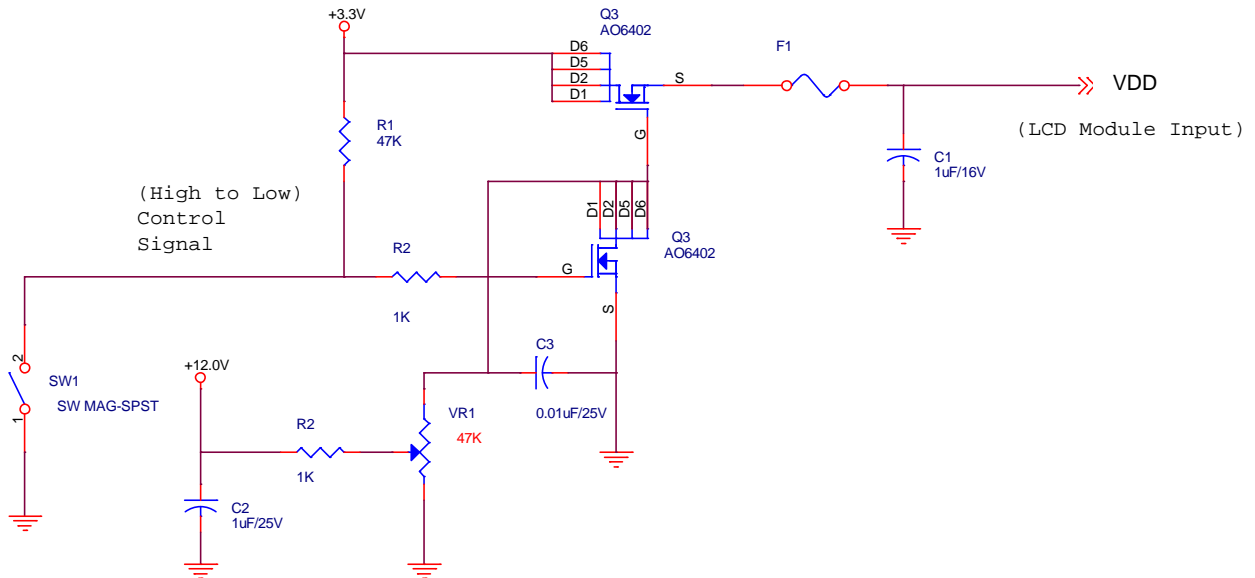 +3.3V
Q3
AO6402
D6
D5
D2
D1
S
G
F1
VDD
(LCD Module Input)
R1
47K
C1
1uF/16V
(High to Low)
Control
Signal
D1
D2
D5
D6
Q3
AO6402
R2
1K
G
S
2
1
SW1
SW MAG-SPST
+12.0V
C3
0.01uF/25V
VR1
47K
R2
1K
C2
1uF/25V